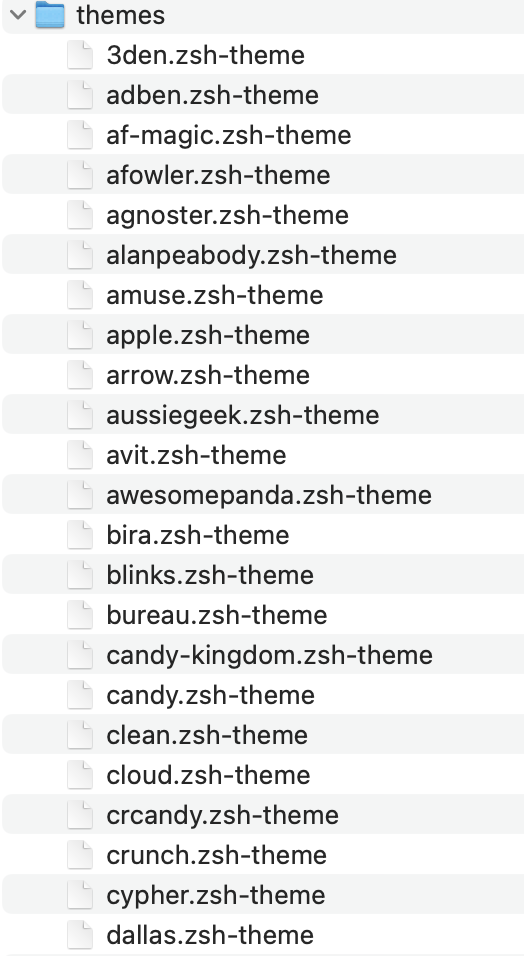 themes
3den.zsh-theme
adben.zsh-theme
af-magic.zsh-theme
afowler.zsh-theme
agnoster.zsh-theme
alanpeabody.zsh-theme
amuse.zsh-theme
apple.zsh-theme
arrow.zsh-theme
aussiegeek.zsh-theme
avit.zsh-theme
awesomepanda.zsh-theme
bira.zsh-theme
blinks.zsh-theme
bureau.zsh-theme
candy-kingdom.zsh-theme
candy.zsh-theme
clean.zsh-theme
cloud.zsh-theme
crcandy.zsh-theme
crunch.zsh-theme
cypher.zsh-theme
dallas.zsh-theme